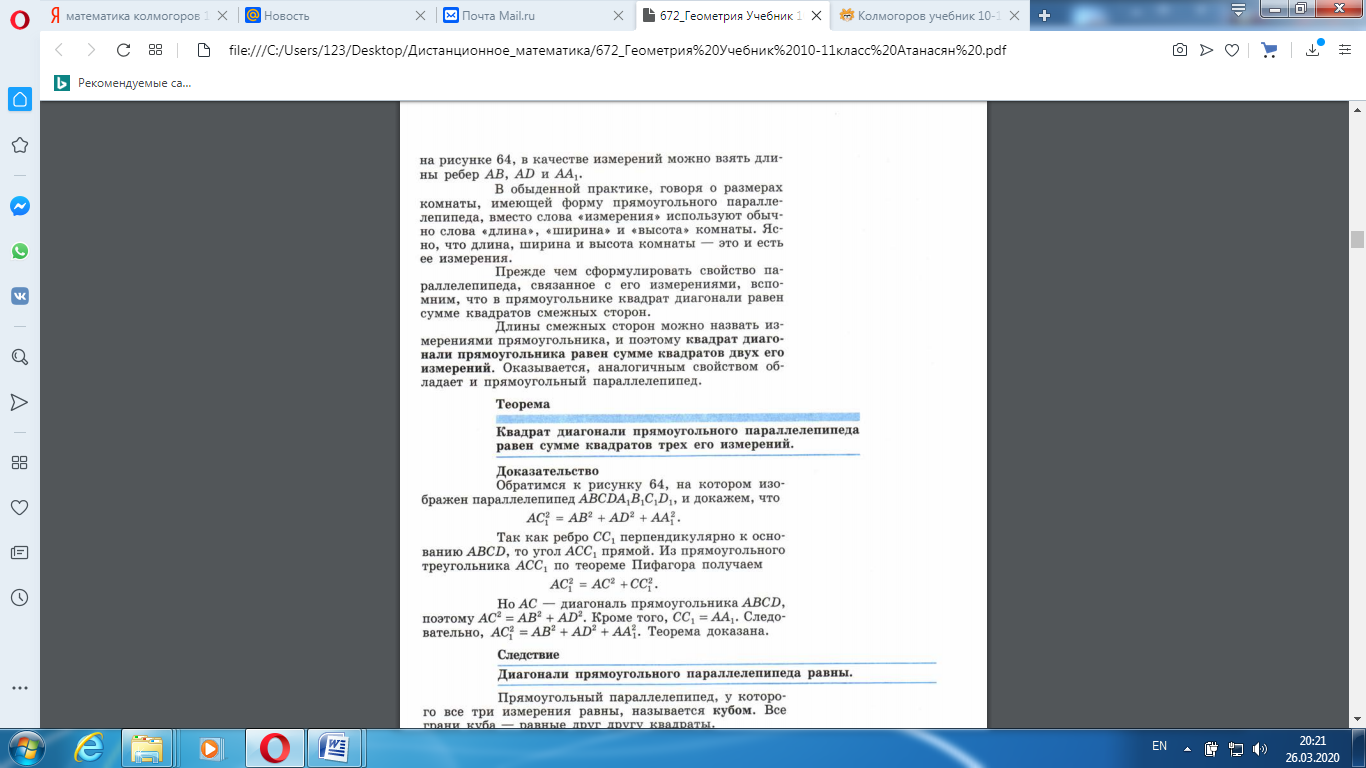 математика колмогоров 1
Новость
Почта Mail.ru
672_Геометрия Учебник 1
Колмогоров учебник 10-1
file:///C:/Users/123/Desktop/Дистанционное_математика/672_Геометрия%20Учебник%2010-11класс%20Атанасян%20.pdf
Рекомендуемые са...
на рисунке 64, в качестве измерений можно взять дли-
ны ребер AB, AD и AA₁.
В обыденной практике, говоря о размерах
комнаты, имеющей форму прямоугольного паралле-
лепипеда, вместо слова «измерения» используют обыч-
но слова «длина», «ширина» и «высота» комнаты. Яс-
но, что длина, ширина и высота комнаты — это и есть
ее измерения.
Прежде чем сформулировать свойство па-
раллелепипеда, связанное с его измерениями, вспо-
мним, что в прямоугольнике квадрат диагонали равен
сумме квадратов смежных сторон.
Длины смежных сторон можно назвать из-
мерениями прямоугольника, и поэтому квадрат диаго-
нали прямоугольника равен сумме квадратов двух его
измерений. Оказывается, аналогичным свойством об-
ладает и прямоугольный параллелепипед.
Теорема
Квадрат диагонали прямоугольного параллелепипеда
равен сумме квадратов трех его измерений.
Доказательство
Обратимся к рисунку 64, на котором изо-
бражен параллелепипед ABCDA₁B₁C₁D₁, и докажем, что
AC₁² = AB² + AD² + AA₁².
Так как ребро CC₁ перпендикулярно к осно-
ванию ABCD, то угол ACC₁ прямой. Из прямоугольного
треугольника ACC₁ по теореме Пифагора получаем
AC₁² = AC² + CC₁².
Но AC — диагональ прямоугольника ABCD,
поэтому AC² = AB² + AD². Кроме того, CC₁ = AA₁. Следо-
вательно, AC₁² = AB² + AD² + AA₁². Теорема доказана.
Следствие
Диагонали прямоугольного параллелепипеда равны.
Прямоугольный параллелепипед, у которо-
го все три измерения равны, называется кубом. Все
грани куба — равные друг другу квадраты.
EN
20:21
26.03.2020